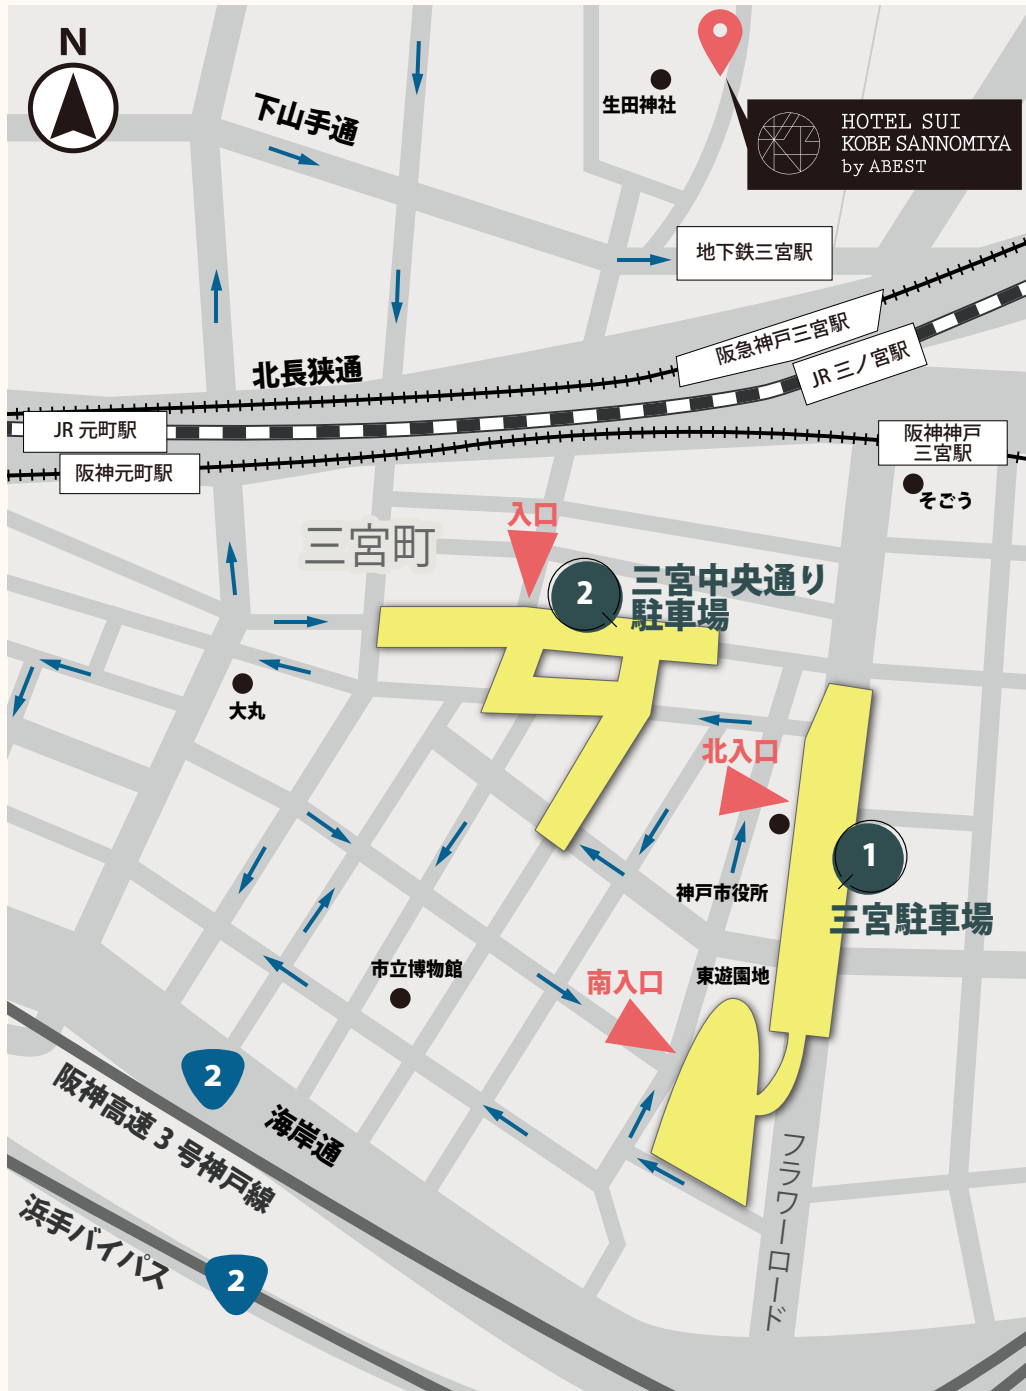 N
下山手通
生田神社
HOTEL SUI
KOBE SANNOMIYA
by ABEST
地下鉄三宮駅
阪急神戸三宮駅
JR 三ノ宮駅
北長狭通
JR 元町駅
阪神元町駅
阪神神戸
三宮駅
そごう
入口
三宮町
2
三宮中央通り
駐車場
大丸
北入口
1
神戸市役所
三宮駐車場
市立博物館
南入口
東遊園地
2
阪神高速 3 号神戸線
海岸通
フラワーロード
浜手バイパス
2